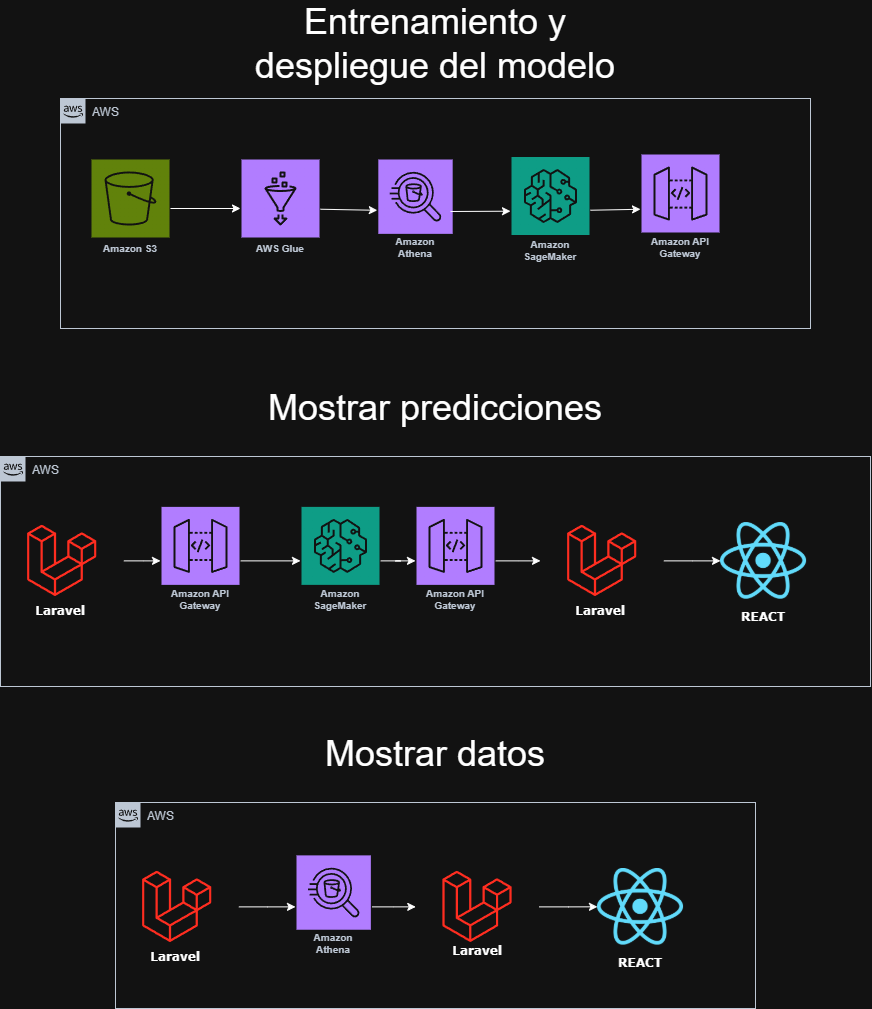 Entrenamiento y
despliegue del modelo
aws
AWS
Amazon S3
AWS Glue
Amazon
Athena
Amazon
SageMaker
Amazon API
Gateway
Mostrar predicciones
aws
AWS
Laravel
Amazon API
Gateway
Amazon
SageMaker
Amazon API
Gateway
Laravel
REACT
Mostrar datos
aws
AWS
Laravel
Amazon
Athena
Laravel
REACT